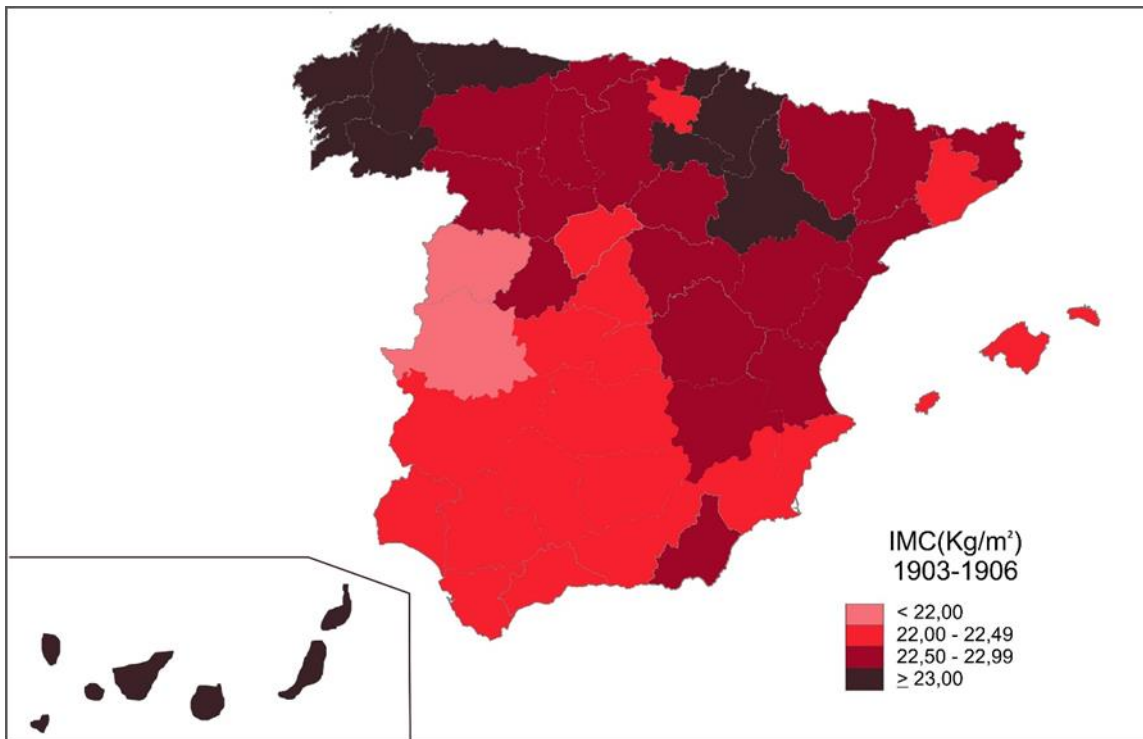 IMC(Kg/m²)
1903-1906
< 22,00
22,00 - 22,49
22,50 - 22,99
≥ 23,00